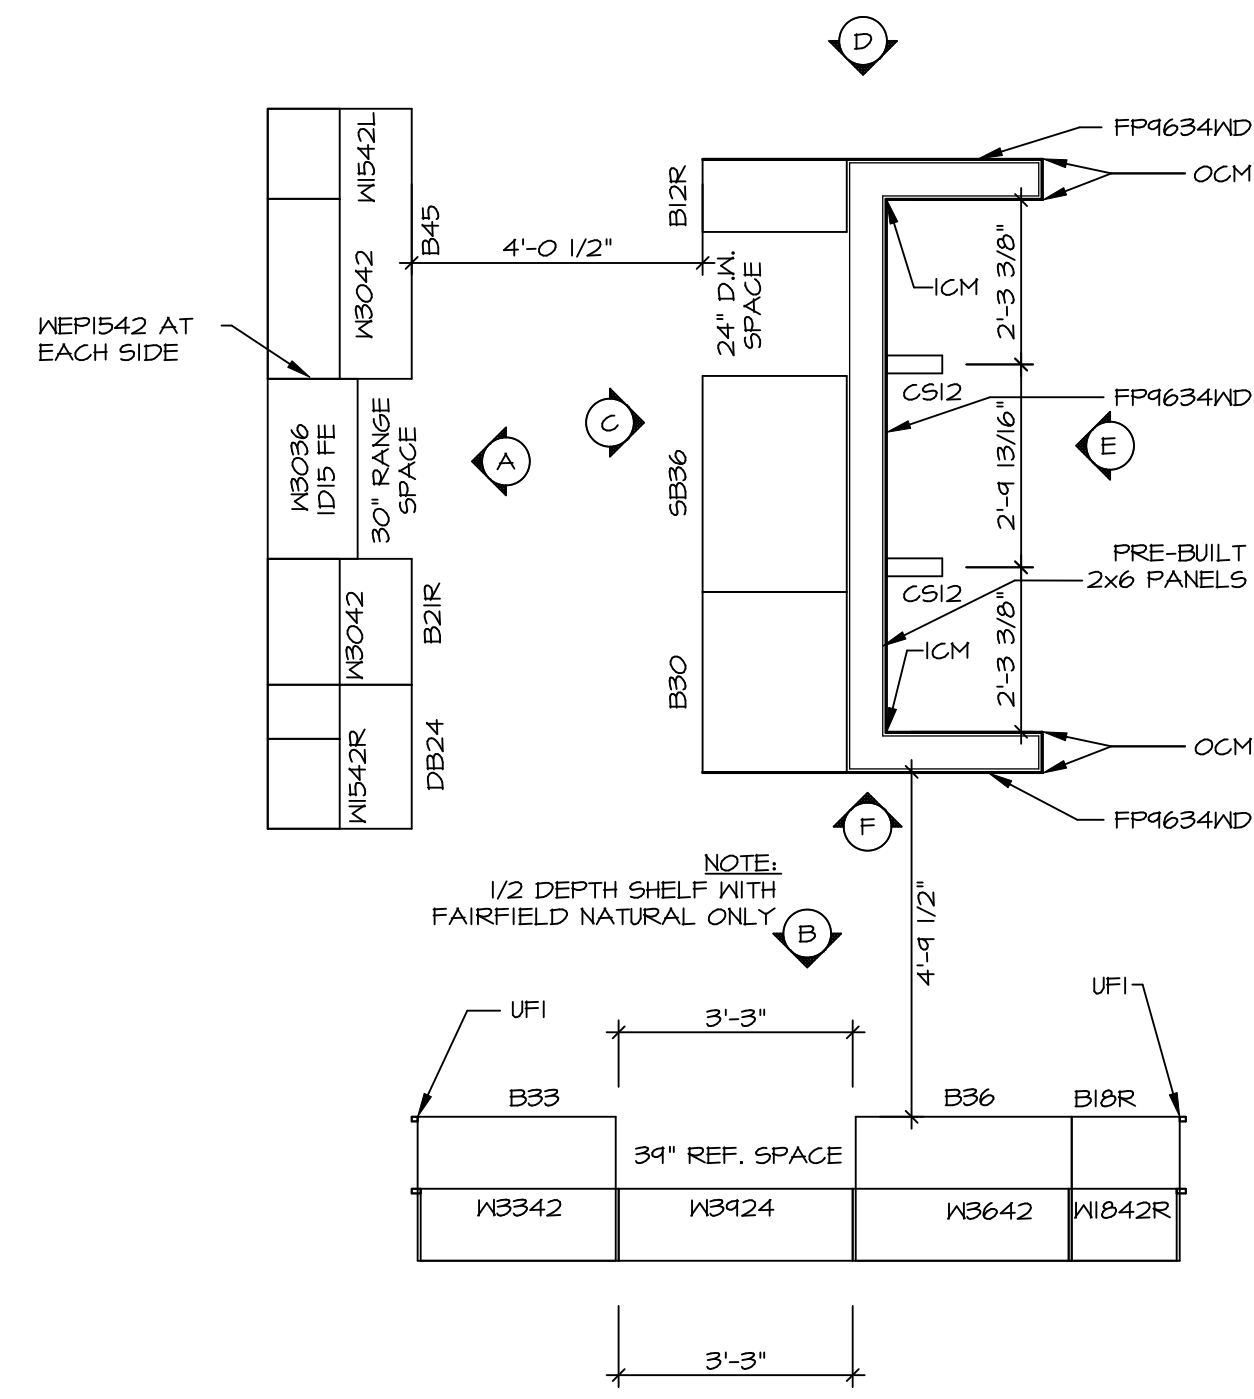 D
FP9634WD
OCM
W1542L
B45
B12R
4'-0 1/2"
W3042
24" D.W.
SPACE
ICM
2'-3 3/8"
WEP1542 AT
EACH SIDE
CS12
FP9634WD
W3036
1D15 FE
30" RANGE
SPACE
A
C
SB36
2'-9 13/16"
E
PRE-BUILT
2x6 PANELS
CS12
W3042
B21R
B30
ICM
2'-3 3/8"
W1542R
DB24
OCM
FP9634WD
F
NOTE:
1/2 DEPTH SHELF WITH
FAIRFIELD NATURAL ONLY
B
4'-9 1/2"
UF1
UF1
3'-3"
B33
B36
B18R
39" REF. SPACE
W3342
W3924
W3642
W1842R
3'-3"